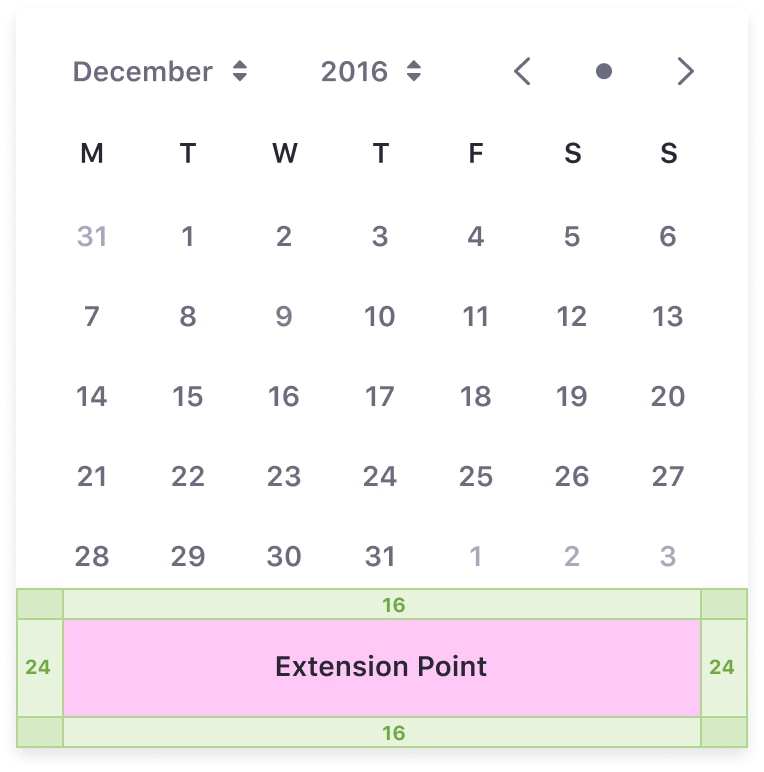 December 2016
M T W T F S S
31 1 2 3 4 5 6
7 8 9 10 11 12 13
14 15 16 17 18 19 20
21 22 23 24 25 26 27
28 29 30 31 1 2 3
16
24 Extension Point 24
16